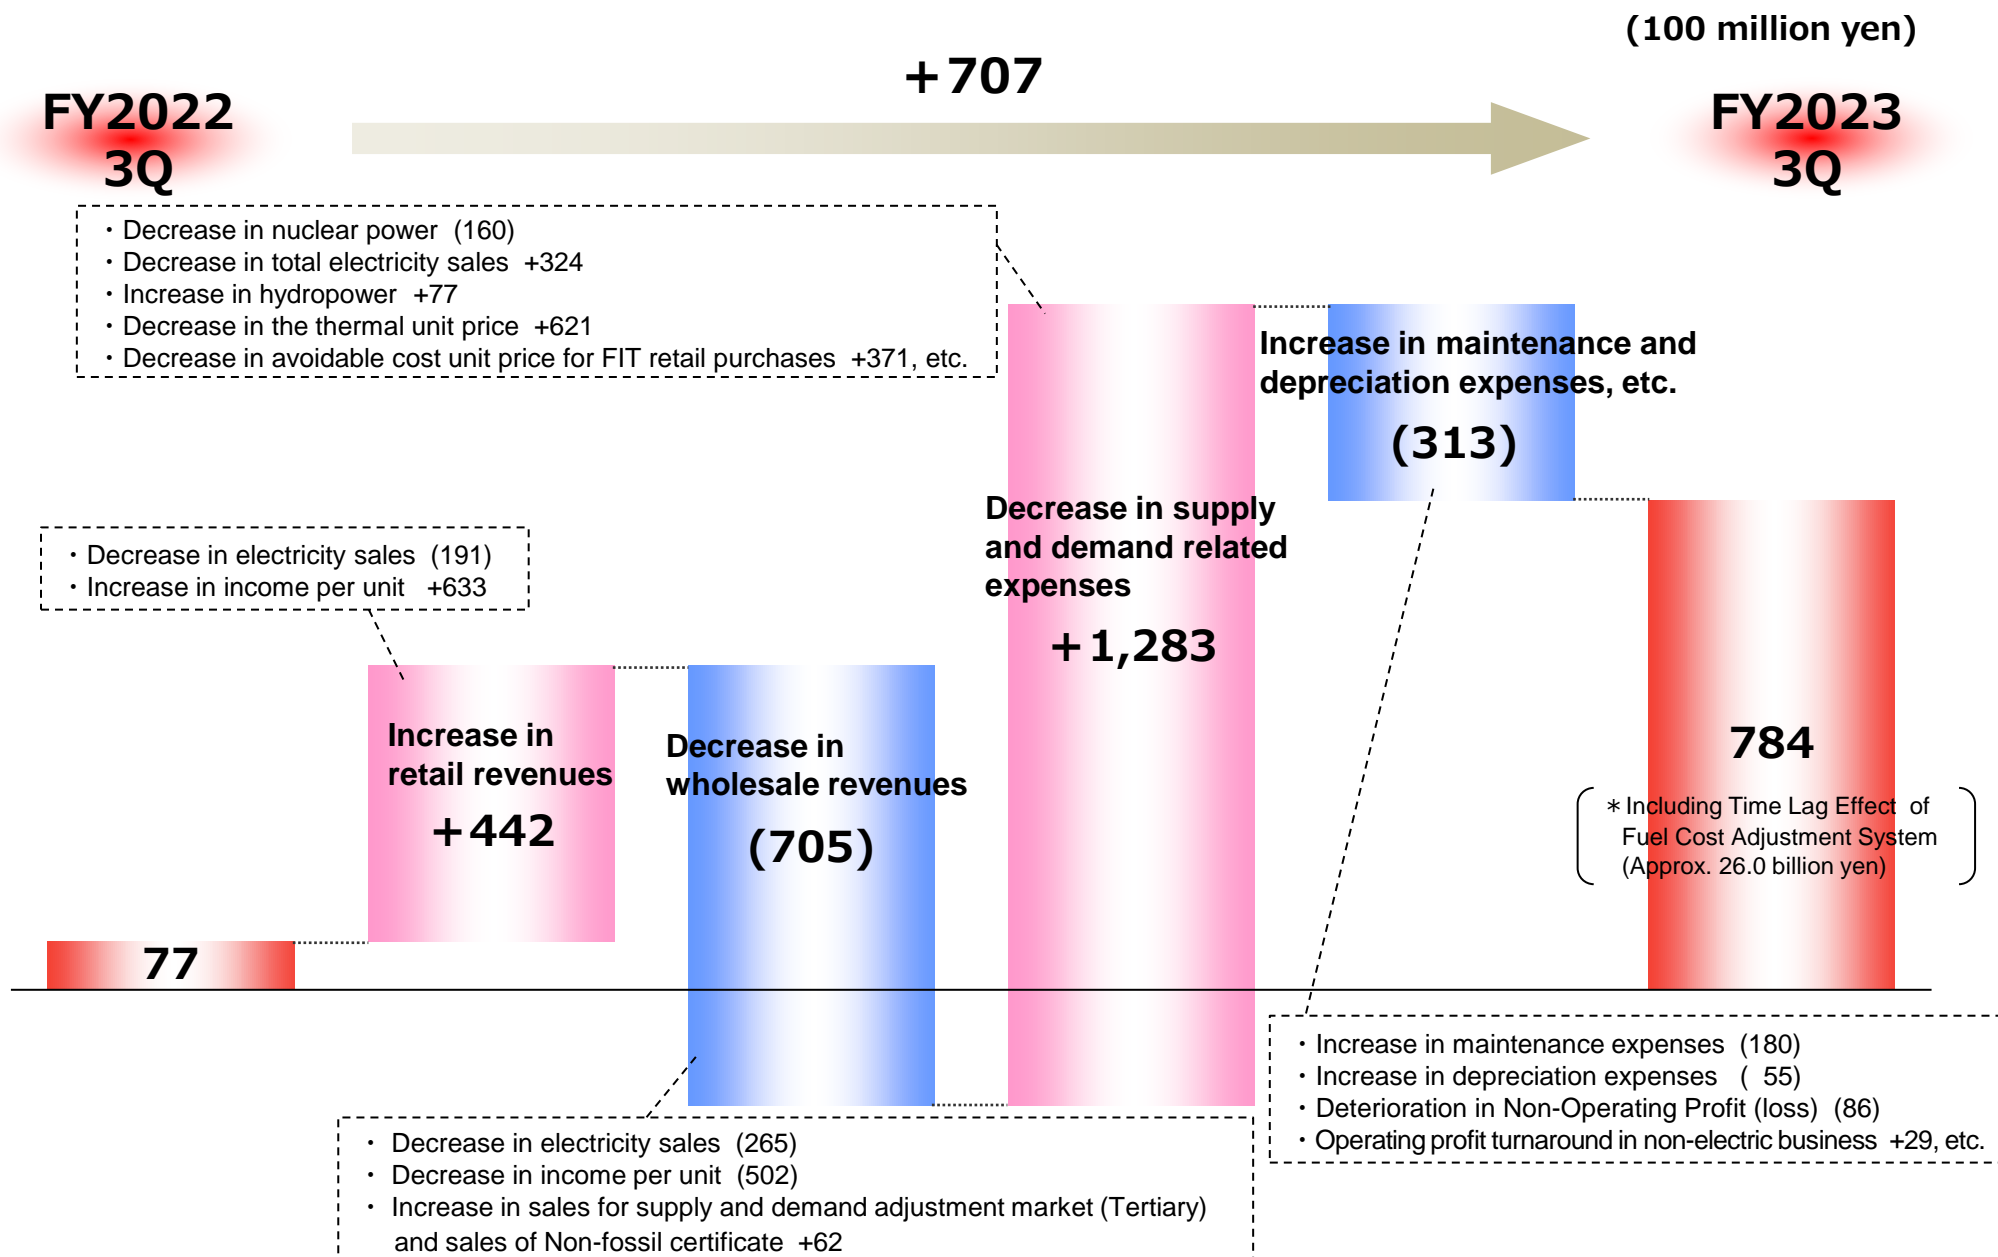 (100 million yen)
+707
FY2022
3Q
FY2023
3Q
・Decrease in nuclear power (160)
・Decrease in total electricity sales +324
・Increase in hydropower +77
・Decrease in the thermal unit price +621
・Decrease in avoidable cost unit price for FIT retail purchases +371, etc.
Increase in maintenance and
depreciation expenses, etc.
(313)
・Decrease in electricity sales (191)
・Increase in income per unit +633
Decrease in supply
and demand related
expenses
+1,283
Increase in
retail revenues
+442
Decrease in
wholesale revenues
(705)
784
＊Including Time Lag Effect of
Fuel Cost Adjustment System
(Approx. 26.0 billion yen)
77
・Increase in maintenance expenses (180)
・Increase in depreciation expenses ( 55)
・Deterioration in Non-Operating Profit (loss) (86)
・Operating profit turnaround in non-electric business +29, etc.
・ Decrease in electricity sales (265)
・ Decrease in income per unit (502)
・ Increase in sales for supply and demand adjustment market (Tertiary)
and sales of Non-fossil certificate +62